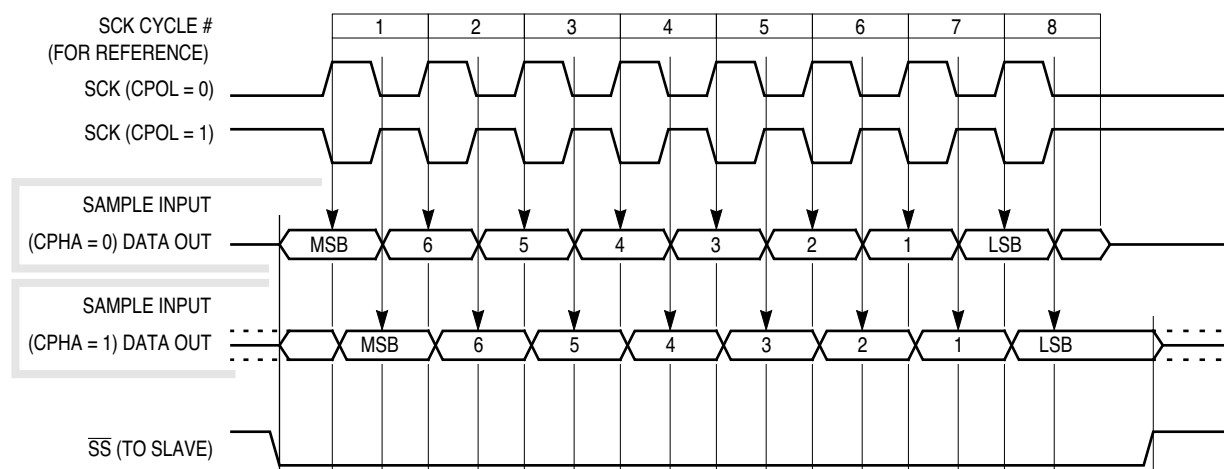 SCK CYCLE # 1 2 3 4 5 6 7 8
(FOR REFERENCE)
SCK (CPOL = 0)
SCK (CPOL = 1)
SAMPLE INPUT
(CPHA = 0) DATA OUT MSB 6 5 4 3 2 1 LSB
SAMPLE INPUT
(CPHA = 1) DATA OUT MSB 6 5 4 3 2 1 LSB
S̅S̅ (TO SLAVE)